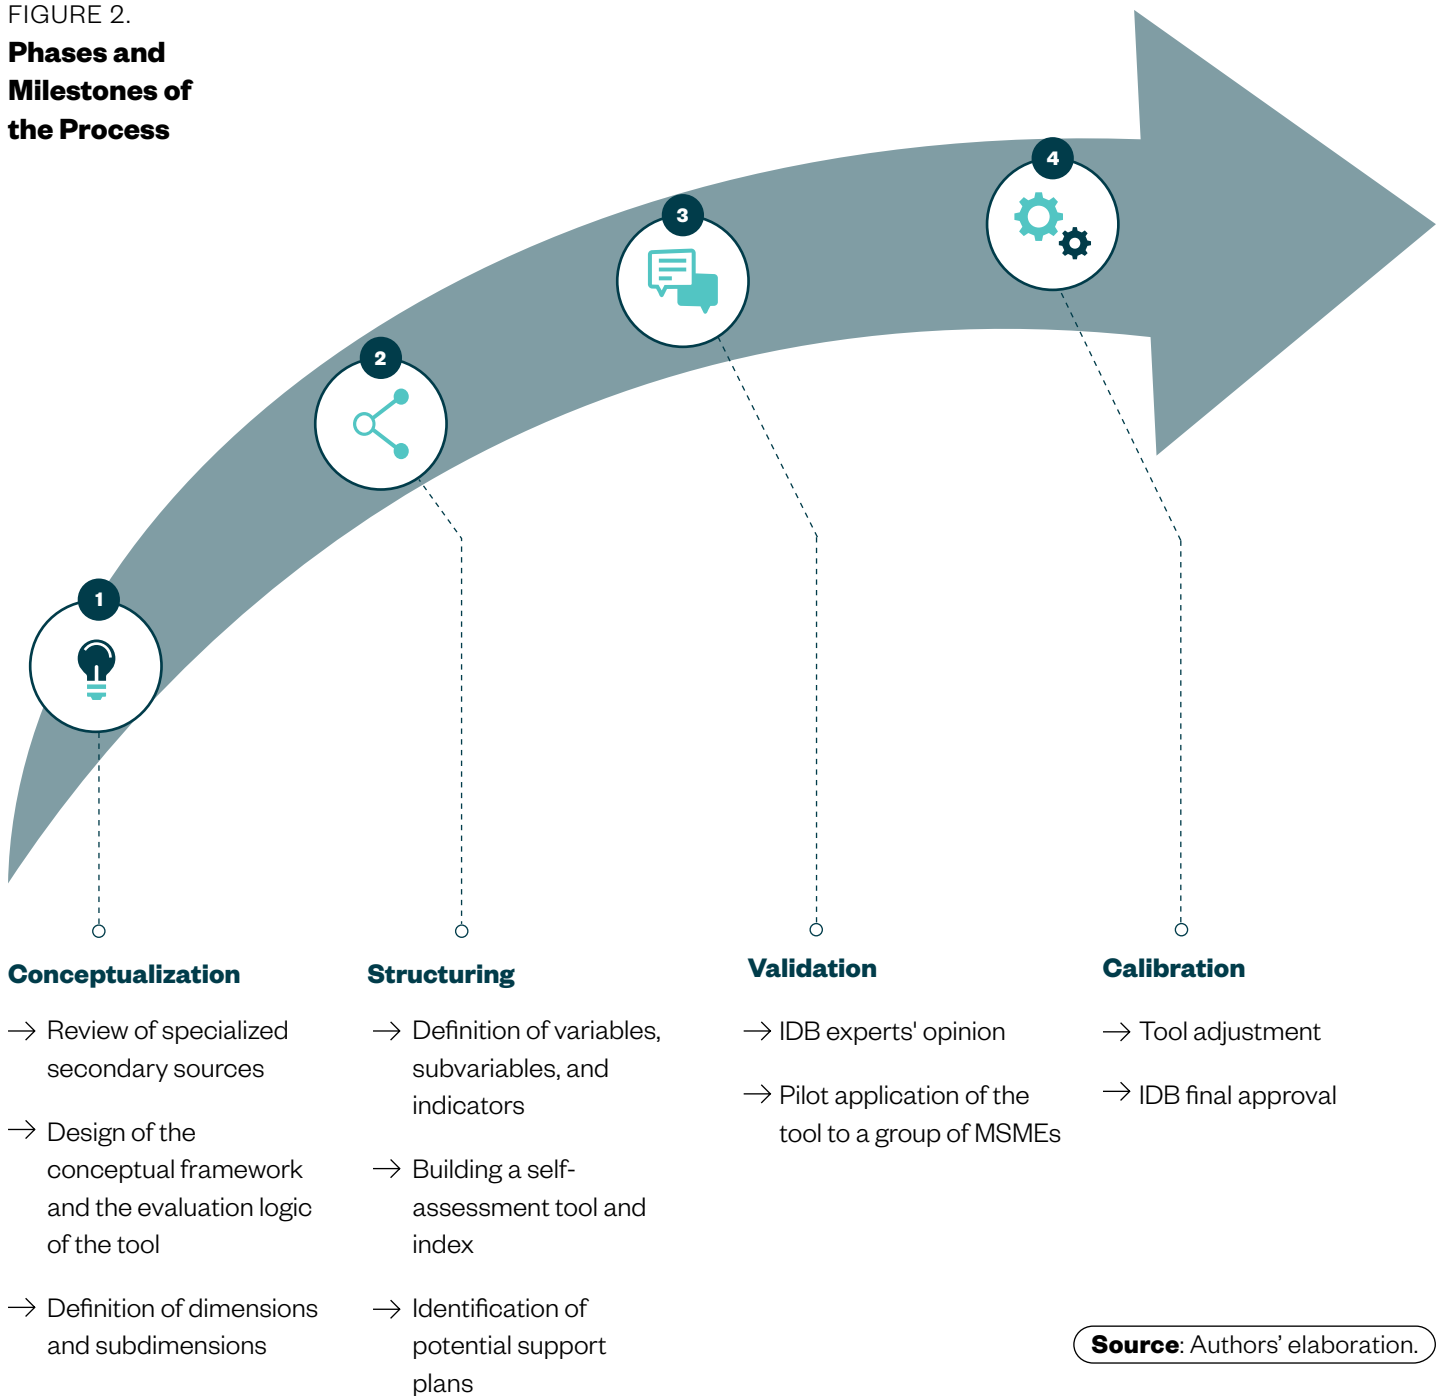 FIGURE 2.
Phases and
Milestones of
the Process
1
2
3
4
Conceptualization
→ Review of specialized
secondary sources
→ Design of the
conceptual framework
and the evaluation logic
of the tool
→ Definition of dimensions
and subdimensions
Structuring
→ Definition of variables,
subvariables, and
indicators
→ Building a self-
assessment tool and
index
→ Identification of
potential support
plans
Validation
→ IDB experts' opinion
→ Pilot application of the
tool to a group of MSMEs
Calibration
→ Tool adjustment
→ IDB final approval
Source: Authors’ elaboration.